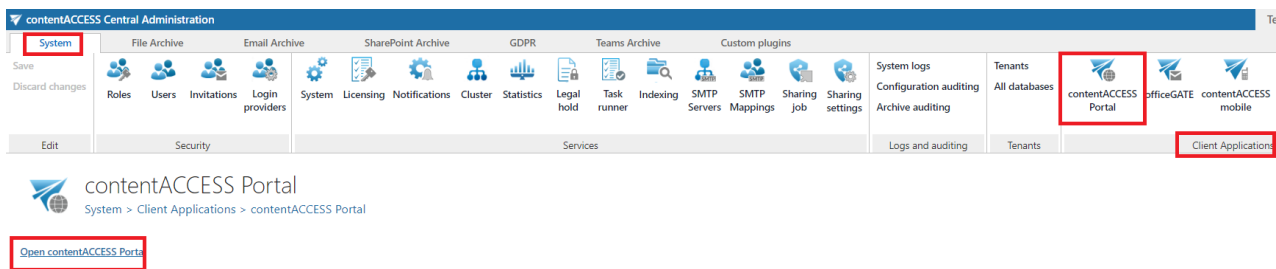 contentACCESS Central Administration
Te
System File Archive Email Archive SharePoint Archive GDPR Teams Archive Custom plugins
Save
Discard changes
Roles Users Invitations Login providers
System Licensing Notifications Cluster Statistics Legal hold Task runner Indexing SMTP Servers SMTP Mappings Sharing job Sharing settings
System logs
Configuration auditing
Archive auditing
Tenants
All databases
contentACCESS Portal officeGATE contentACCESS mobile
Edit Security Services Logs and auditing Tenants Client Applications
contentACCESS Portal
System > Client Applications > contentACCESS Portal
Open contentACCESS Porta